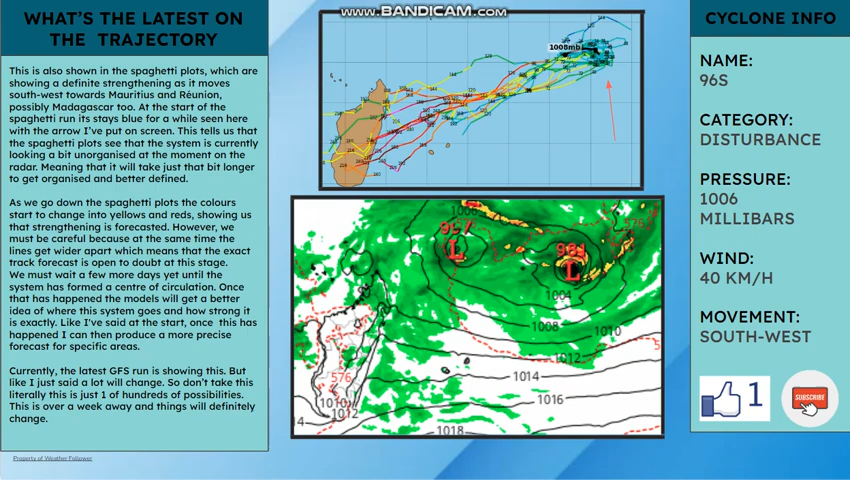 WWW.BANDICAM.COM
WHAT'S THE LATEST ON
THE TRAJECTORY
This is also shown in the spaghetti plots, which are
showing a definite strengthening as it moves
south-west towards Mauritius and Réunion,
possibly Madagascar too. At the start of the
spaghetti run its stays blue for a while seen here
with the arrow I've put on screen. This tells us that
the spaghetti plots see that the system is currently
looking a bit unorganised at the moment on the
radar. Meaning that it will take just that bit longer
to get organised and better defined.
As we go down the spaghetti plots the colours
start to change into yellows and reds, showing us
that strengthening is forecasted. However, we
must be careful because at the same time the
lines get wider apart which means that the exact
track forecast is open to doubt at this stage.
We must wait a few more days yet until the
system has formed a centre of circulation. Once
that has happened the models will get a better
idea of where this system goes and how strong it
is exactly. Like I've said at the start, once this has
happened I can then produce a more precise
forecast for specific areas.
Currently, the latest GFS run is showing this. But
like I just said a lot will change. So don't take this
literally this is just 1 of hundreds of possibilities.
This is over a week away and things will definitely
change.
Property of Weather Follower
1008mb
1006
997
L
981
L
575
1004
1008
1010
1012
1014
1016
1018
576
1010
1012
CYCLONE INFO
NAME:
96S
CATEGORY:
DISTURBANCE
PRESSURE:
1006
MILLIBARS
WIND:
40 KM/H
MOVEMENT:
SOUTH-WEST
1
SUBSCRIBE